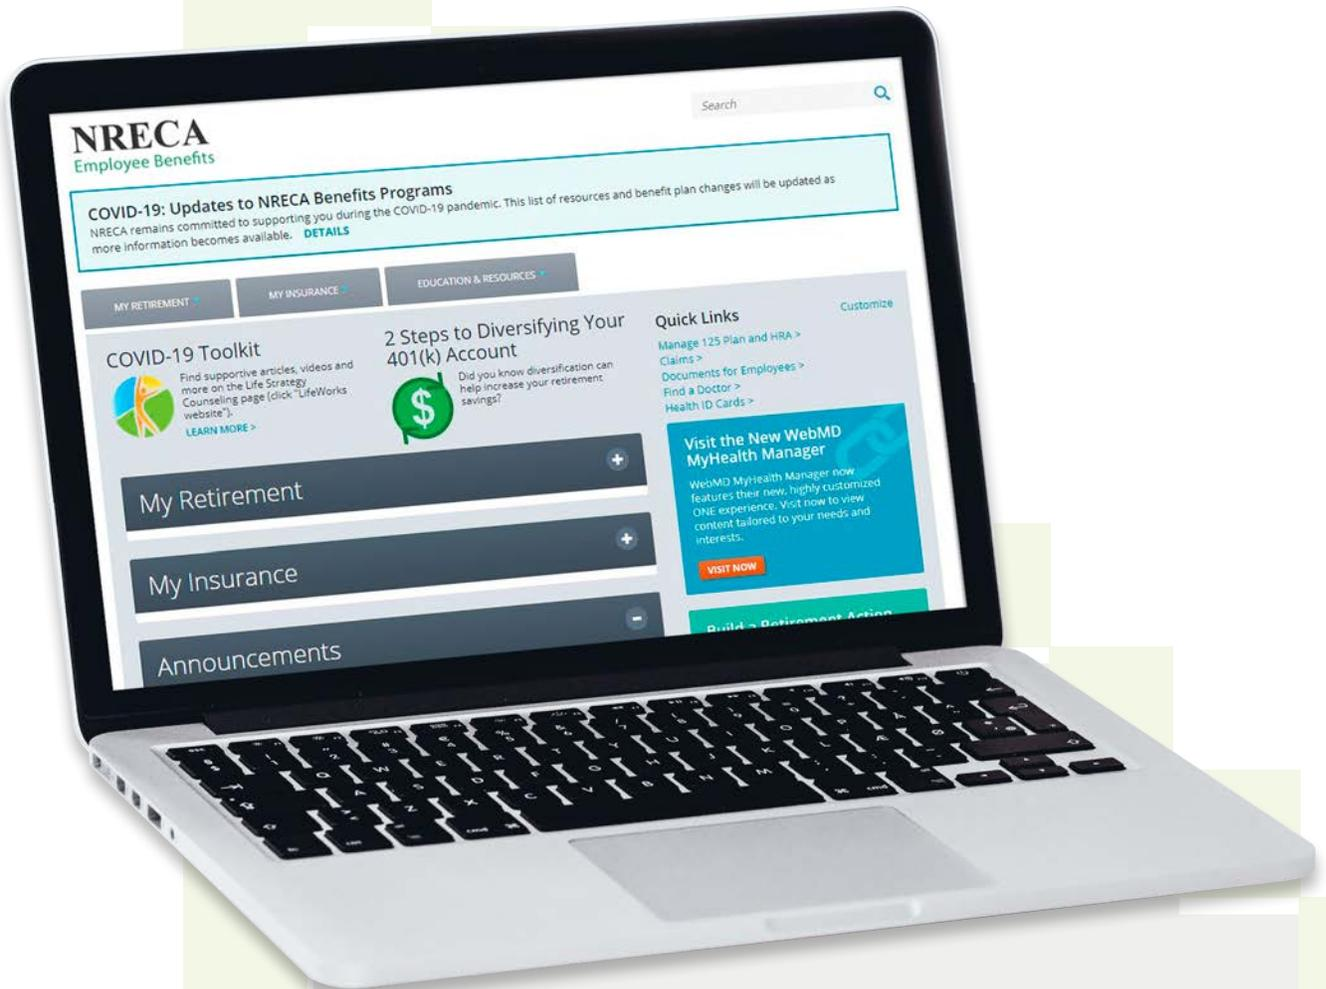 NRECA
Employee Benefits
Search
COVID-19: Updates to NRECA Benefits Programs
NRECA remains committed to supporting you during the COVID-19 pandemic. This list of resources and benefit plan changes will be updated as
more information becomes available. DETAILS
MY RETIREMENT
MY INSURANCE
EDUCATION & RESOURCES
COVID-19 Toolkit
Find supportive articles, videos and
more on the Life Strategy
Counseling page (click "LifeWorks
website").
LEARN MORE >
2 Steps to Diversifying Your
401(k) Account
$
Did you know diversification can
help increase your retirement
savings?
Quick Links
Customize
Manage 125 Plan and HRA >
Claims >
Documents for Employees >
Find a Doctor >
Health ID Cards >
My Retirement
My Insurance
Announcements
Visit the New WebMD
MyHealth Manager
WebMD MyHealth Manager now
features their new, highly customized
ONE experience. Visit now to view
content tailored to your needs and
interests.
VISIT NOW
Build a Retirement Action